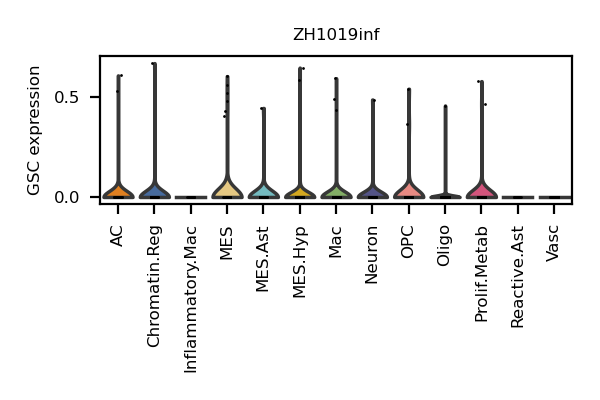 ZH1019inf
GSC expression
0.5
0.0
AC
Chromatin.Reg
Inflammatory.Mac
MES
MES.Ast
MES.Hyp
Mac
Neuron
OPC
Oligo
Prolif.Metab
Reactive.Ast
Vasc